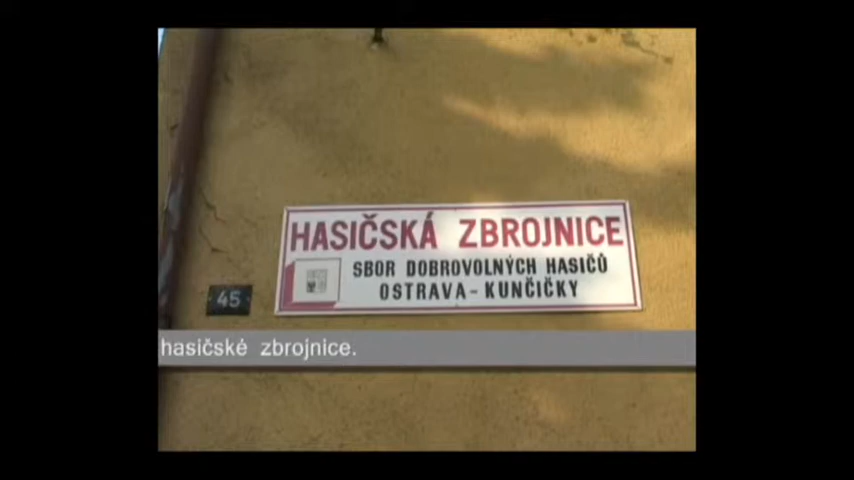 HASIČSKÁ ZBROJNICE
SBOR DOBROVOLNÝCH HASIČŮ
OSTRAVA-KUNČIČKY
45
hasičské zbrojnice.